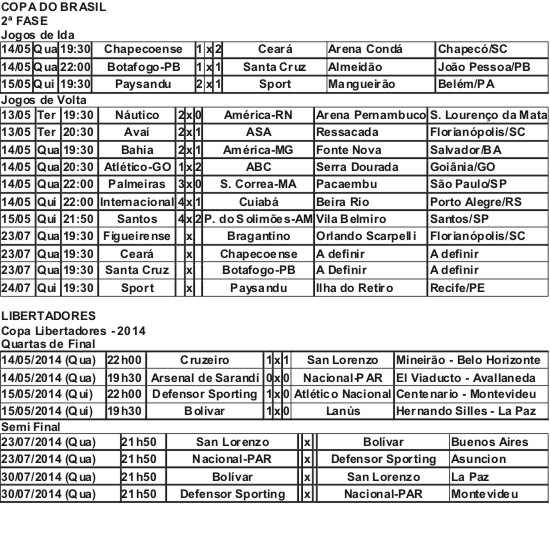 COPA DO BRASIL
2ª FASE
Jogos de Ida
14/05 Qua 19:30 Chapecoense 1 x 2 Ceará Arena Condá Chapecó/SC
14/05 Qua 22:00 Botafogo-PB 1 x 1 Santa Cruz Almeidão João Pessoa/PB
15/05 Qui 19:30 Paysandu 2 x 1 Sport Mangueirão Belém/PA
Jogos de Volta
13/05 Ter 19:30 Náutico 2 x 0 América-RN Arena Pernambuco S. Lourenço da Mata
13/05 Ter 20:30 Avaí 2 x 1 ASA Ressacada Florianópolis/SC
14/05 Qua 19:30 Bahia 2 x 1 América-MG Fonte Nova Salvador/BA
14/05 Qua 20:30 Atlético-GO 1 x 2 ABC Serra Dourada Goiânia/GO
14/05 Qua 22:00 Palmeiras 3 x 0 S. Correa-MA Pacaembu São Paulo/SP
14/05 Qui 22:00 Internacional 4 x 1 Cuiabá Beira Rio Porto Alegre/RS
15/05 Qui 21:50 Santos 4 x 2 P. do Solimões-AM Vila Belmiro Santos/SP
23/07 Qua 19:30 Figueirense x Bragantino Orlando Scarpelli Florianópolis/SC
23/07 Qua 19:30 Ceará x Chapecoense A definir A definir
23/07 Qua 19:30 Santa Cruz x Botafogo-PB A Definir A definir
24/07 Qui 19:30 Sport x Paysandu Ilha do Retiro Recife/PE
LIBERTADORES
Copa Libertadores - 2014
Quartas de Final
14/05/2014 (Qua) 22h00 Cruzeiro 1 x 1 San Lorenzo Mineirão - Belo Horizonte
14/05/2014 (Qua) 19h30 Arsenal de Sarandí 0 x 0 Nacional-PAR El Viaducto - Avallaneda
15/05/2014 (Qua) 22h00 Defensor Sporting 1 x 0 Atlético Nacional Centenario - Montevideu
15/05/2014 (Qua) 19h30 Bolívar 1 x 0 Lanús Hernando Silles - La Paz
Semi Final
23/07/2014 (Qua) 21h50 San Lorenzo x Bolívar Buenos Aires
23/07/2014 (Qua) 21h50 Nacional-PAR x Defensor Sporting Asuncion
30/07/2014 (Qua) 21h50 Bolívar x San Lorenzo La Paz
30/07/2014 (Qua) 21h50 Defensor Sporting x Nacional-PAR Montevideu